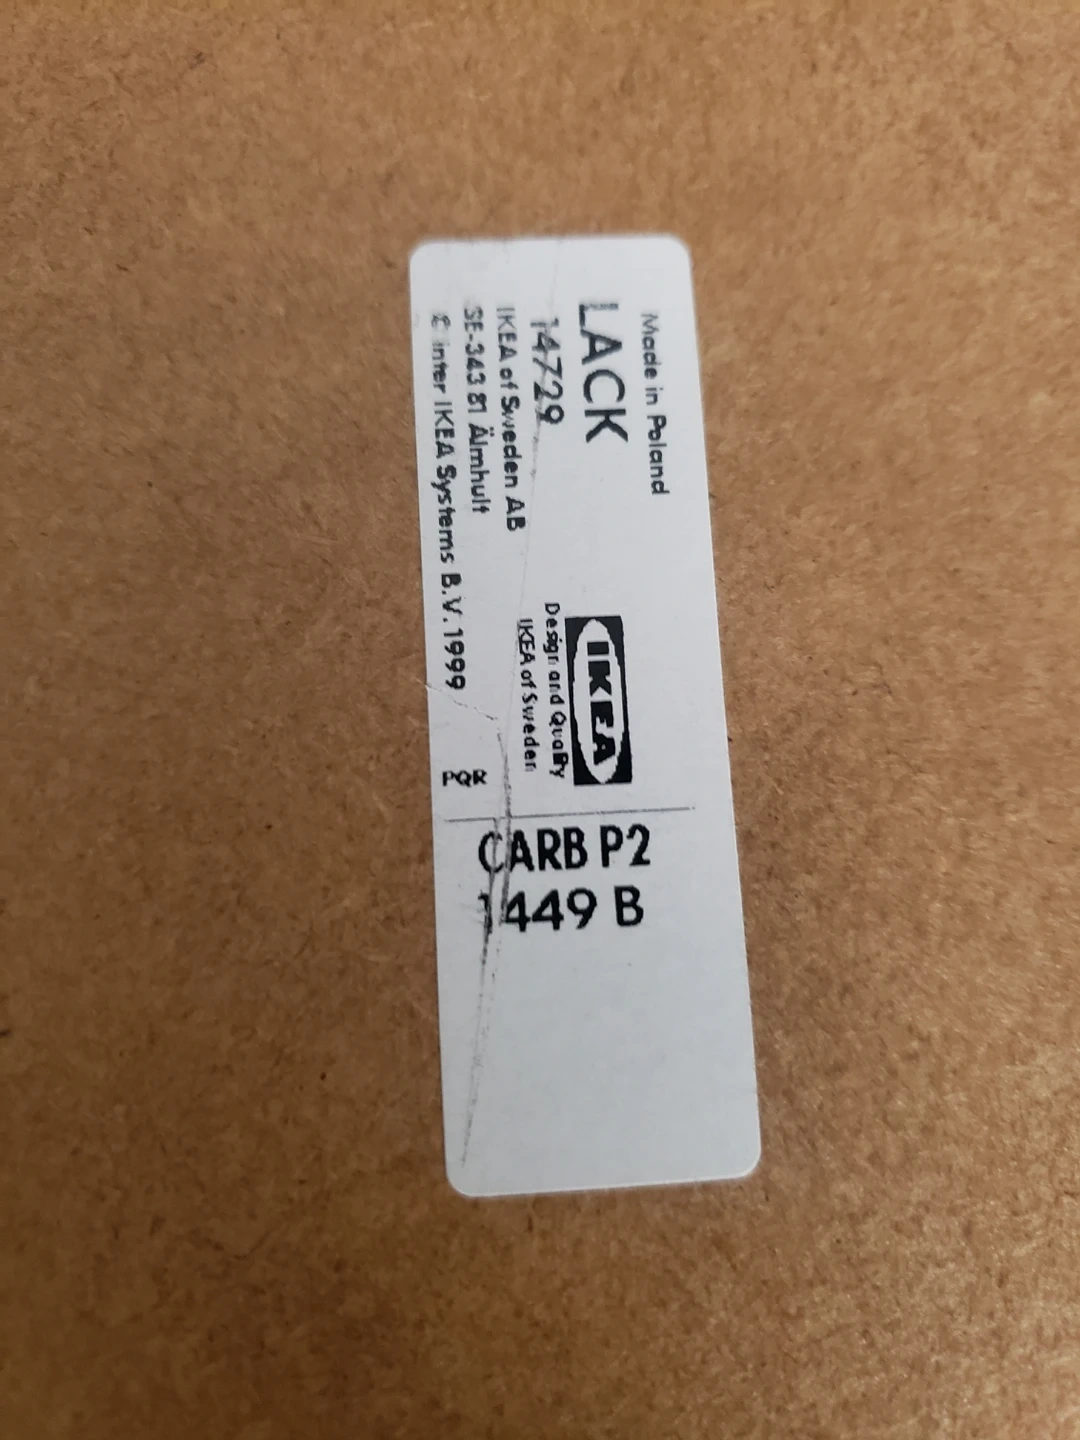 Made in Poland
LACK
14729
IKEA of Sweden AB
SE-343 81 Älmhult
© Inter IKEA Systems B.V. 1999
IKEA
Design and Quality
IKEA of Sweden
PQR
CARB P2
1449 B